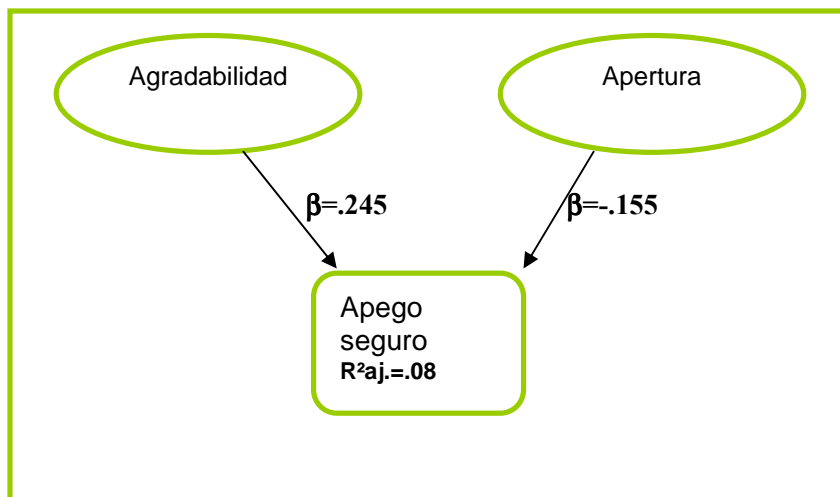 Agradabilidad
Apertura
β=.245
β=-.155
Apego
seguro
R²aj.=.08